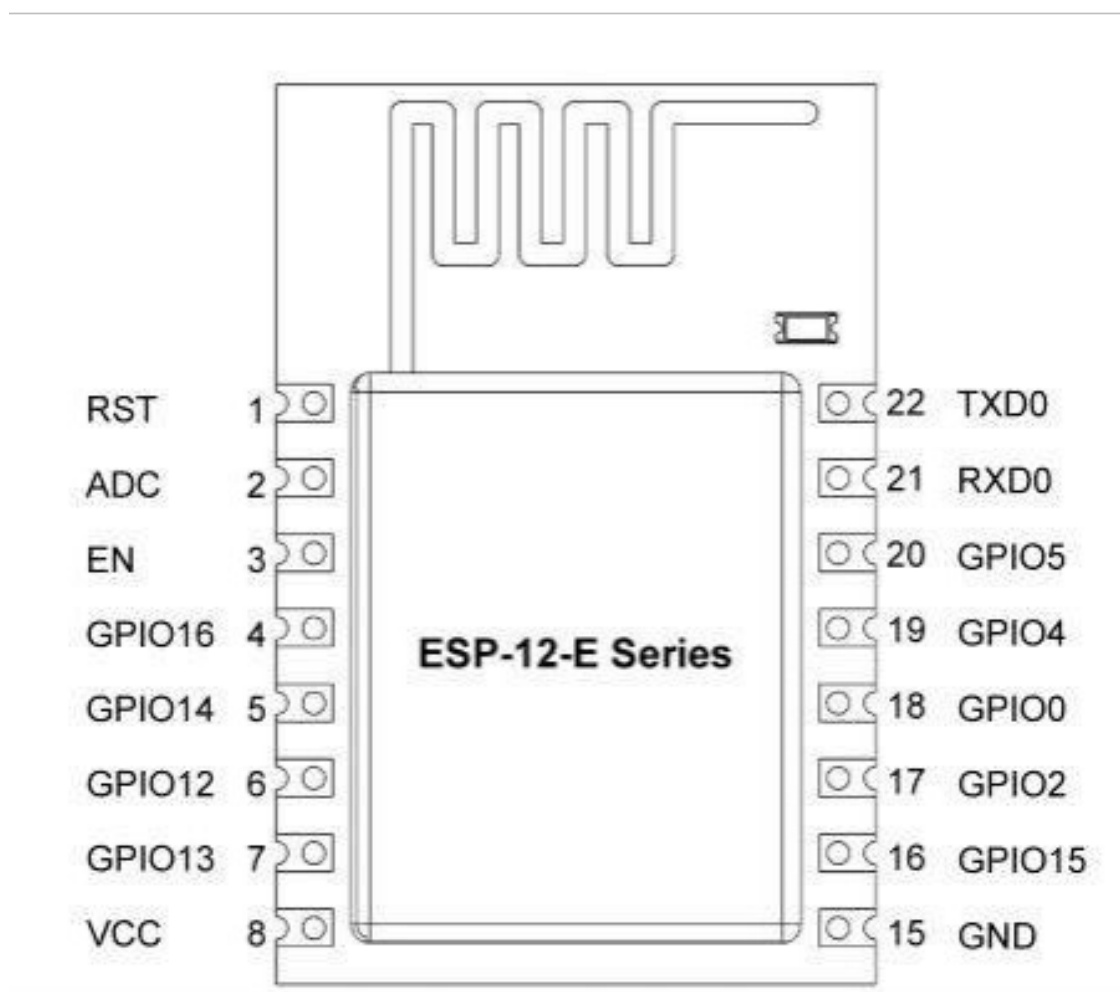 RST 1 22 TXD0
ADC 2 21 RXD0
EN 3 20 GPIO5
GPIO16 4 19 GPIO4
ESP-12-E Series
GPIO14 5 18 GPIO0
GPIO12 6 17 GPIO2
GPIO13 7 16 GPIO15
VCC 8 15 GND